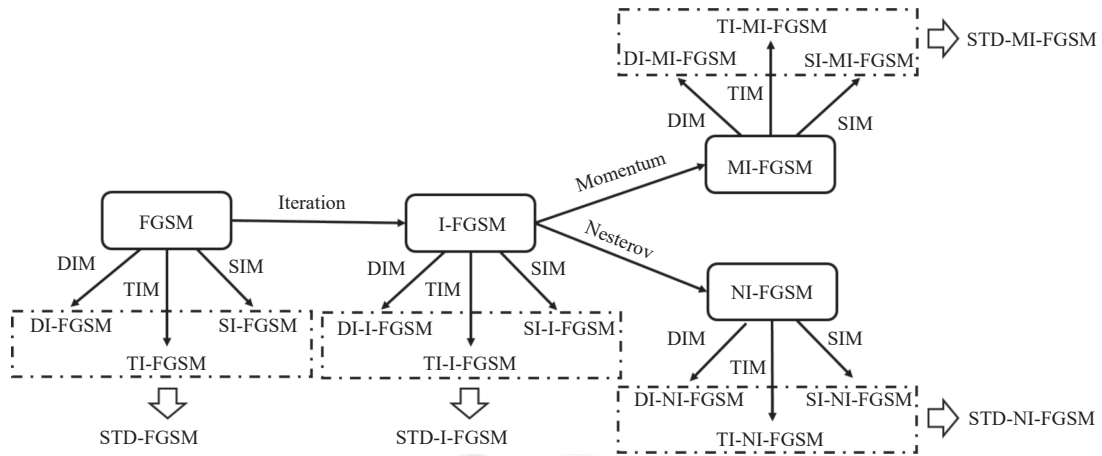 TI-MI-FGSM
STD-MI-FGSM
DI-MI-FGSM
SI-MI-FGSM
TIM
DIM
SIM
MI-FGSM
Momentum
Iteration
FGSM
I-FGSM
Nesterov
DIM
SIM
TIM
DIM
SIM
TIM
NI-FGSM
DI-FGSM
SI-FGSM
DI-I-FGSM
SI-I-FGSM
DIM
SIM
TIM
TI-FGSM
TI-I-FGSM
DI-NI-FGSM
SI-NI-FGSM
STD-NI-FGSM
STD-FGSM
STD-I-FGSM
TI-NI-FGSM